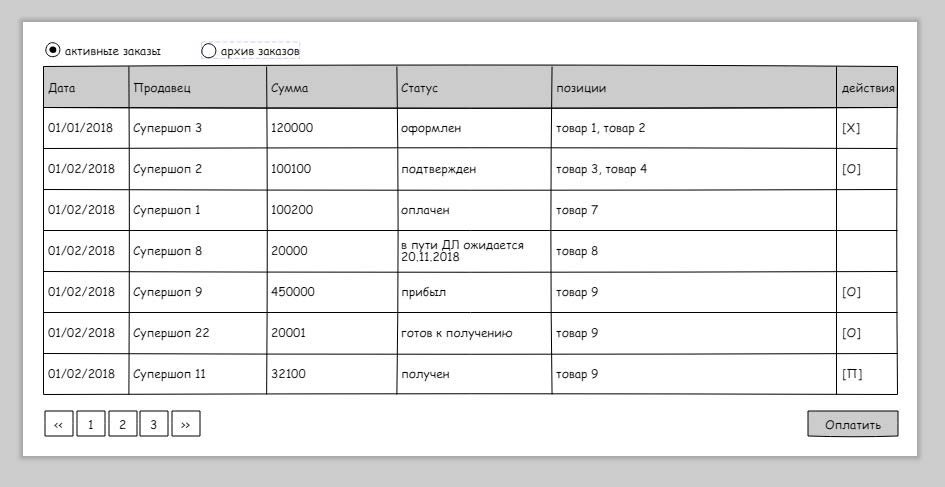 активные заказы архив заказов
Дата Продавец Сумма Статус позиции действия
01/01/2018 Супершоп 3 120000 оформлен товар 1, товар 2 [X]
01/02/2018 Супершоп 2 100100 подтвержден товар 3, товар 4 [О]
01/02/2018 Супершоп 1 100200 оплачен товар 7
01/02/2018 Супершоп 8 20000 в пути ДЛ ожидается товар 8
20.11.2018
01/02/2018 Супершоп 9 450000 прибыл товар 9 [О]
01/02/2018 Супершоп 22 20001 готов к получению товар 9 [О]
01/02/2018 Супершоп 11 32100 получен товар 9 [П]
<< 1 2 3 >> Оплатить